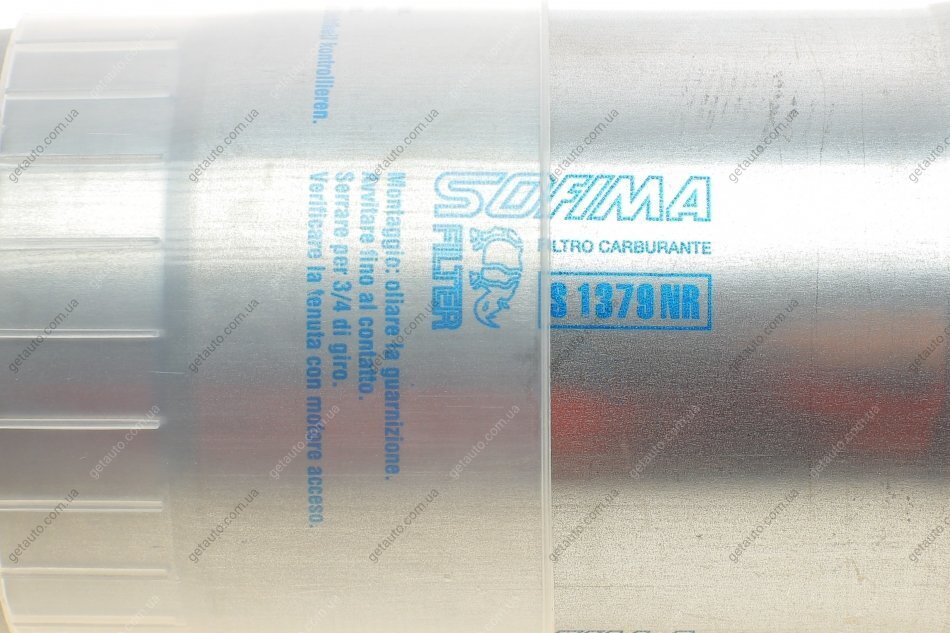 SOFIMA
FILTER
FILTRO CARBURANTE
S 1379 NR
Montaggio: oliare la guarnizione.
Avvitare fino al contatto.
Serrare per 3/4 di giro.
Verificare la tenuta con motore acceso.
kontrollieren.
getauto.com.ua